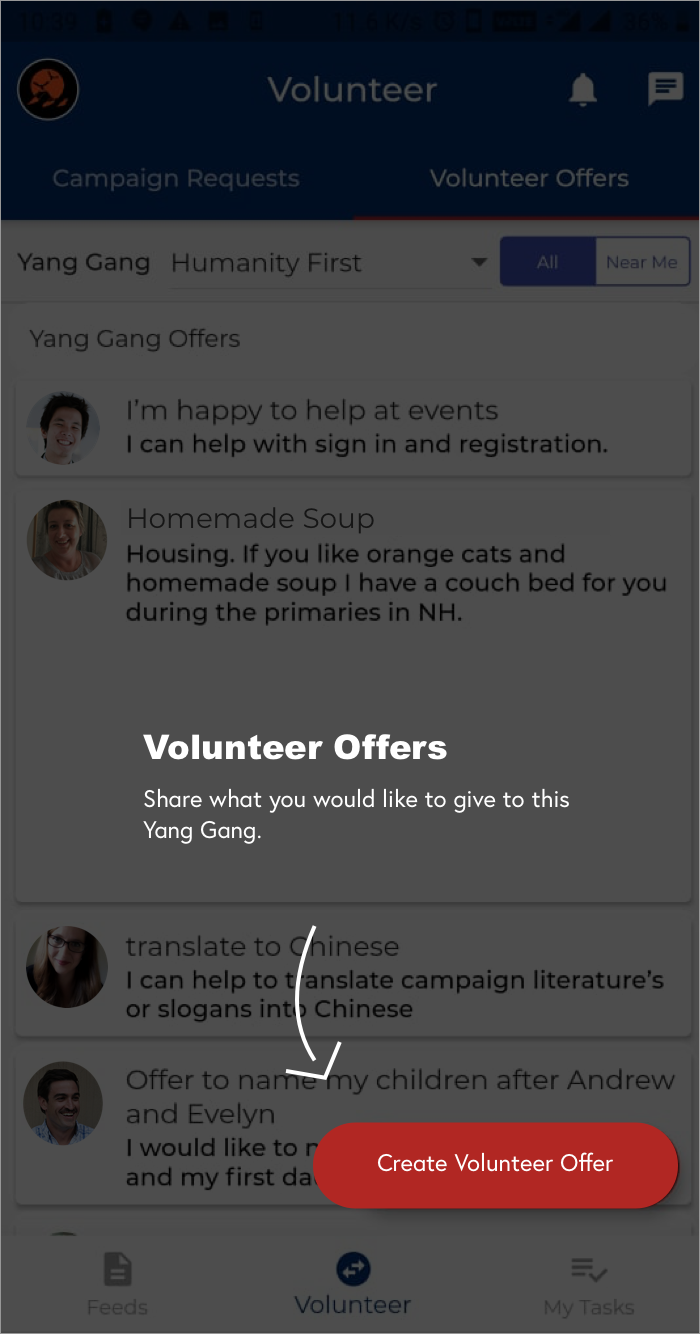 10:39 11.6 K/s 36%
Volunteer
Campaign Requests Volunteer Offers
Yang Gang Humanity First All Near Me
Yang Gang Offers
I'm happy to help at events
I can help with sign in and registration.
Homemade Soup
Housing. If you like orange cats and
homemade soup I have a couch bed for you
during the primaries in NH.
Volunteer Offers
Share what you would like to give to this
Yang Gang.
translate to Chinese
I can help to translate campaign literature's
or slogans into Chinese
Offer to name my children after Andrew
and Evelyn
I would like to
and my first
Create Volunteer Offer
Feeds Volunteer My Tasks